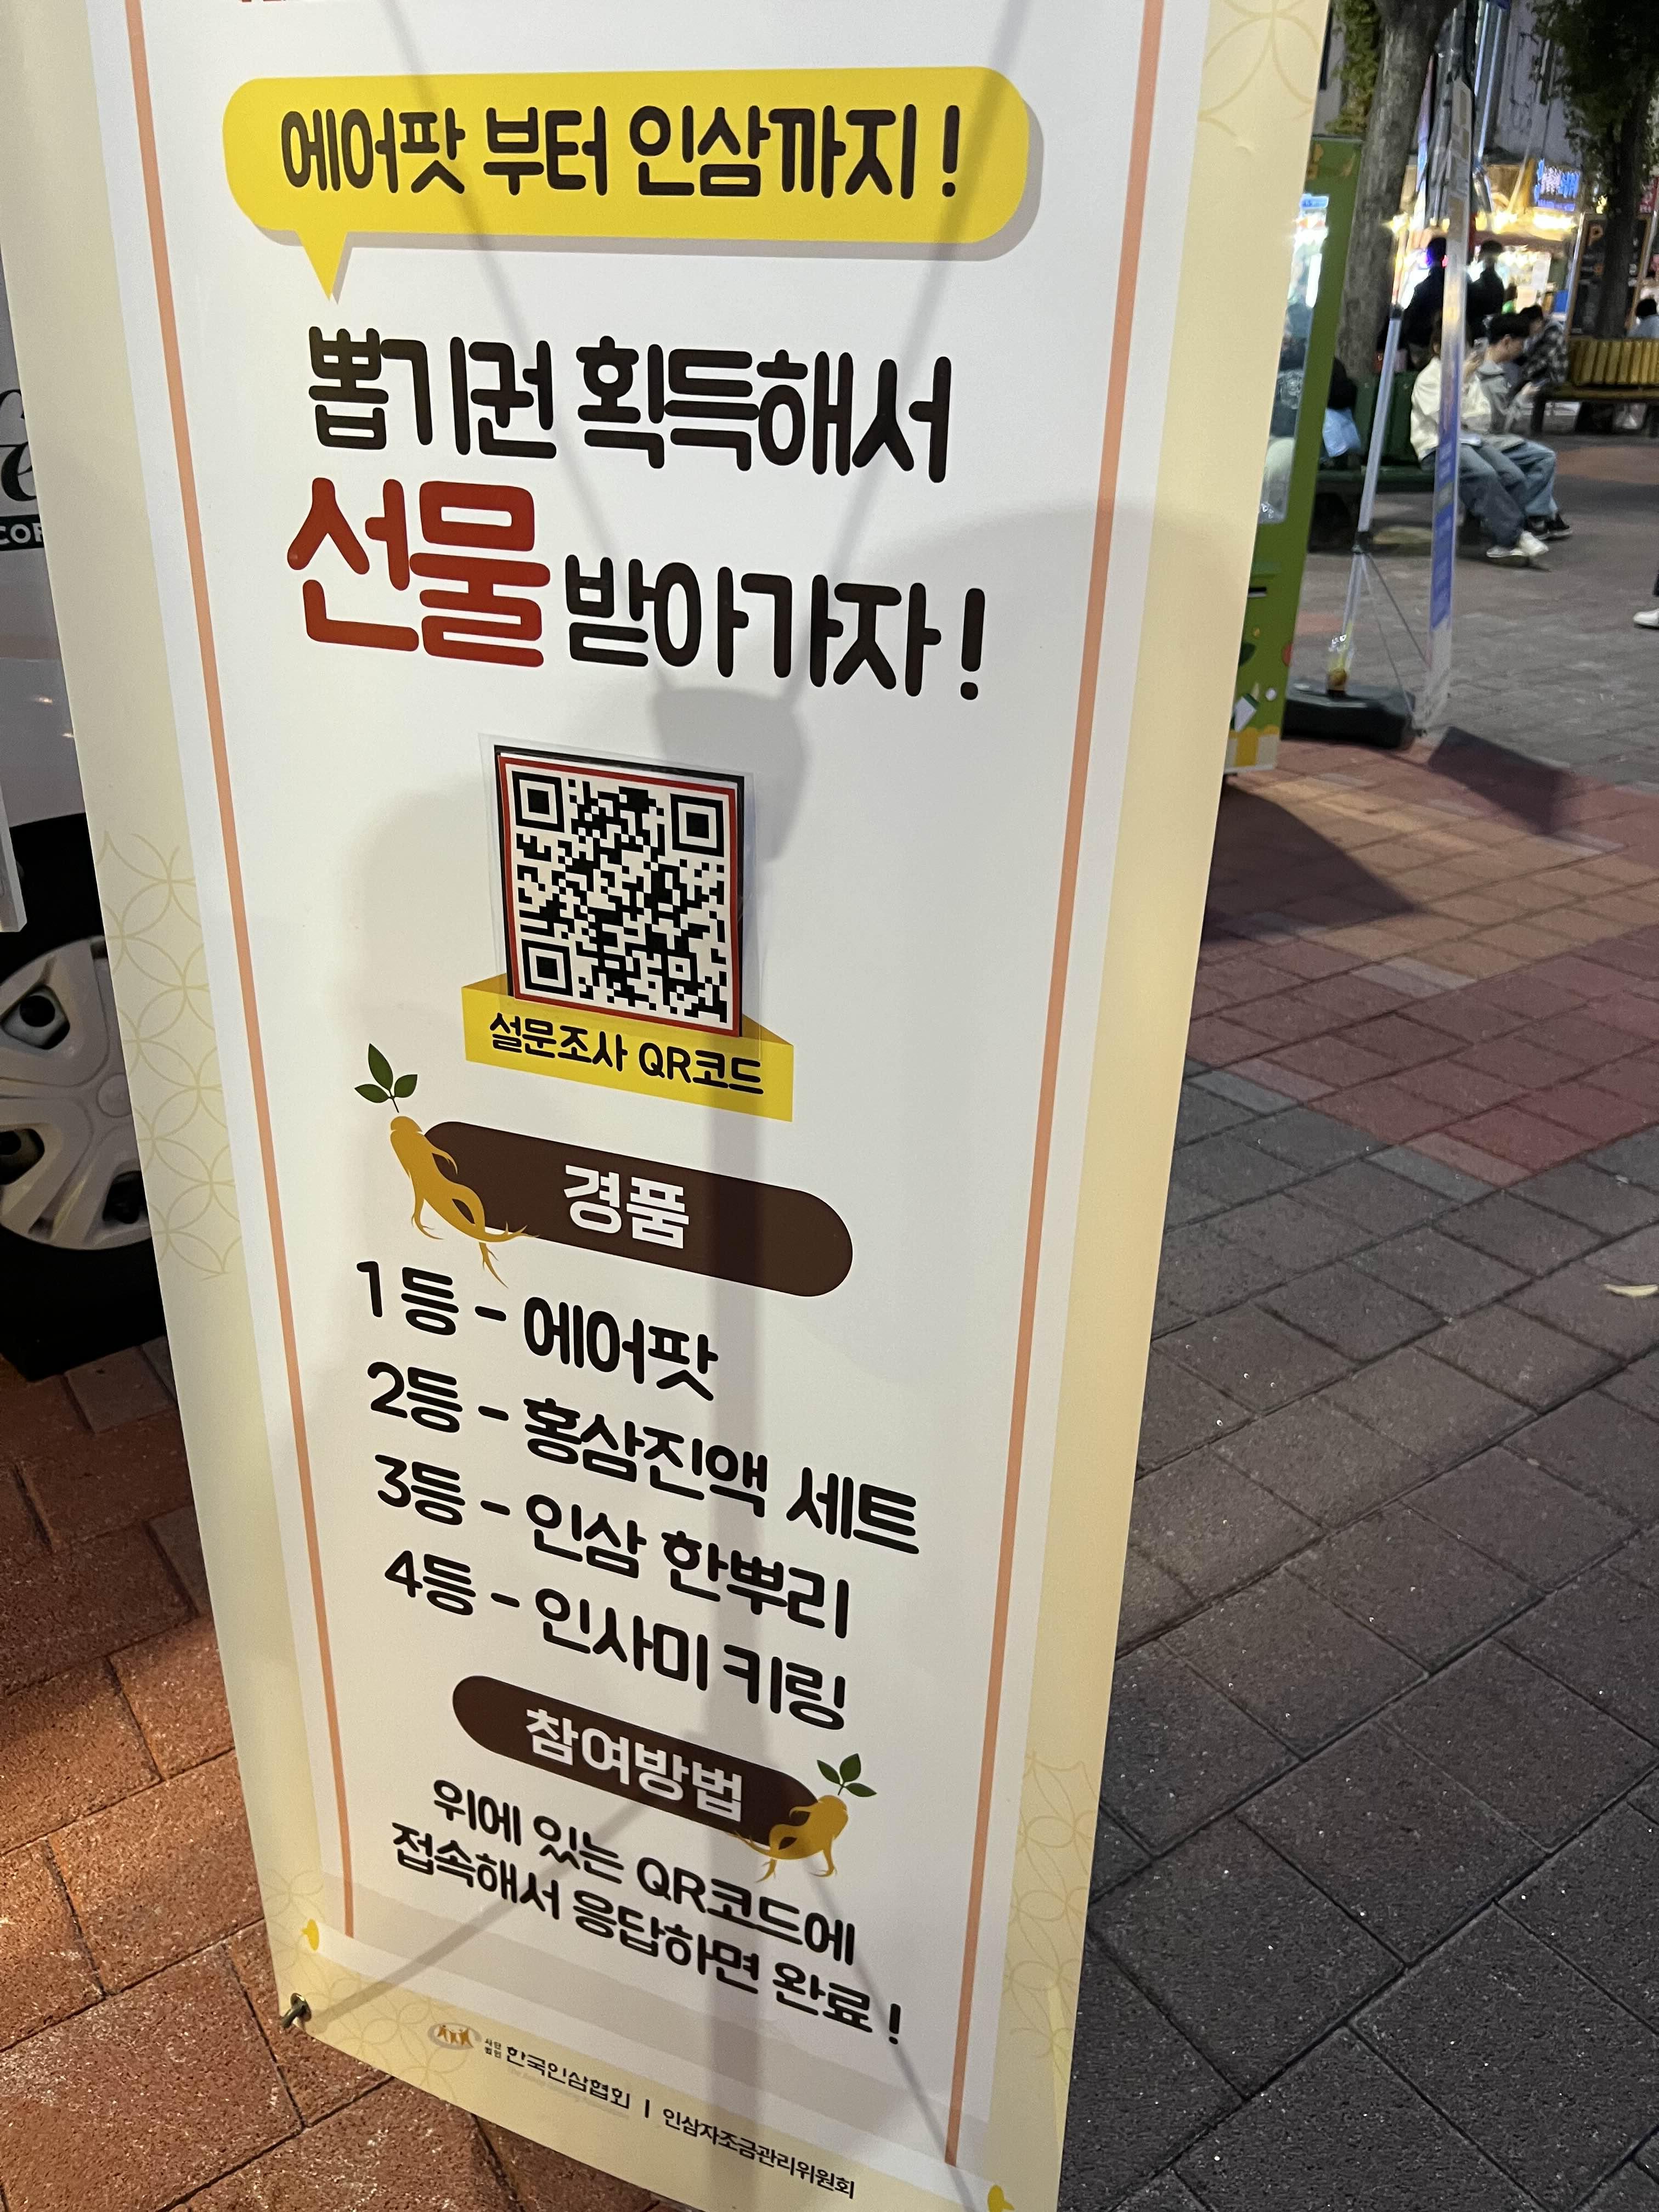 에어팟 부터 인삼까지!
뽑기권 획득해서
선물 받아가자!
설문조사 QR코드
경품
1등 - 에어팟
2등 - 홍삼진액 세트
3등 - 인삼 한뿌리
4등 - 인사미 키링
참여방법
위에 있는 QR코드에
접속해서 응답하면 완료!
사단법인 한국인삼협회 | 인삼자조금관리위원회